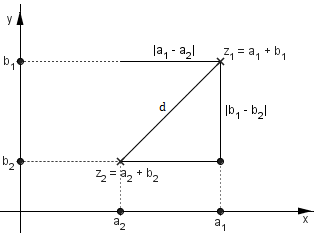 y
|a₁ - a₂|
z₁ = a₁ + b₁
b₁
d
|b₁ - b₂|
b₂
z₂ = a₂ + b₂
x
a₂
a₁